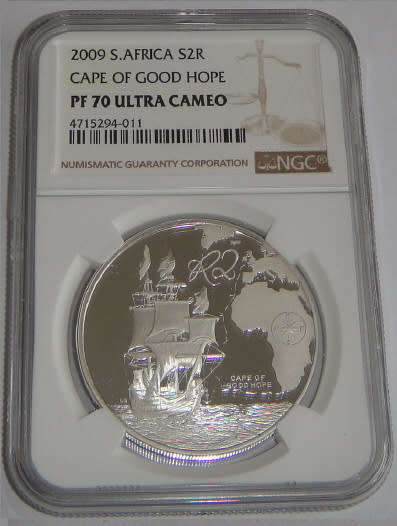 2009 S.AFRICA S2R
CAPE OF GOOD HOPE
PF 70 ULTRA CAMEO
4715294-011
NUMISMATIC GUARANTY CORPORATION
NGC®
R2
CAPE OF
GOOD HOPE